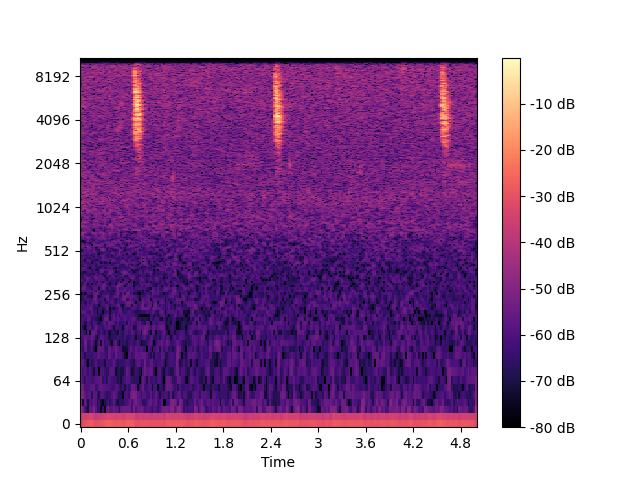 Hz
8192
4096
2048
1024
512
256
128
64
0
0 0.6 1.2 1.8 2.4 3 3.6 4.2 4.8
Time
-10 dB
-20 dB
-30 dB
-40 dB
-50 dB
-60 dB
-70 dB
-80 dB